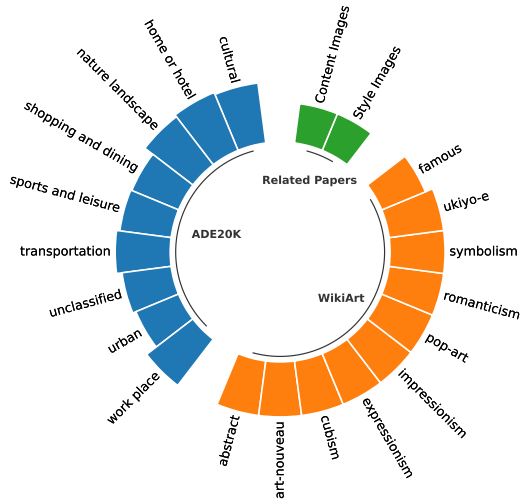 cultural
home or hotel
nature landscape
shopping and dining
sports and leisure
transportation
unclassified
urban
work place
ADE20K
Content Images
Style Images
Related Papers
famous
ukiyo-e
symbolism
romanticism
pop-art
impressionism
expressionism
cubism
art-nouveau
abstract
WikiArt